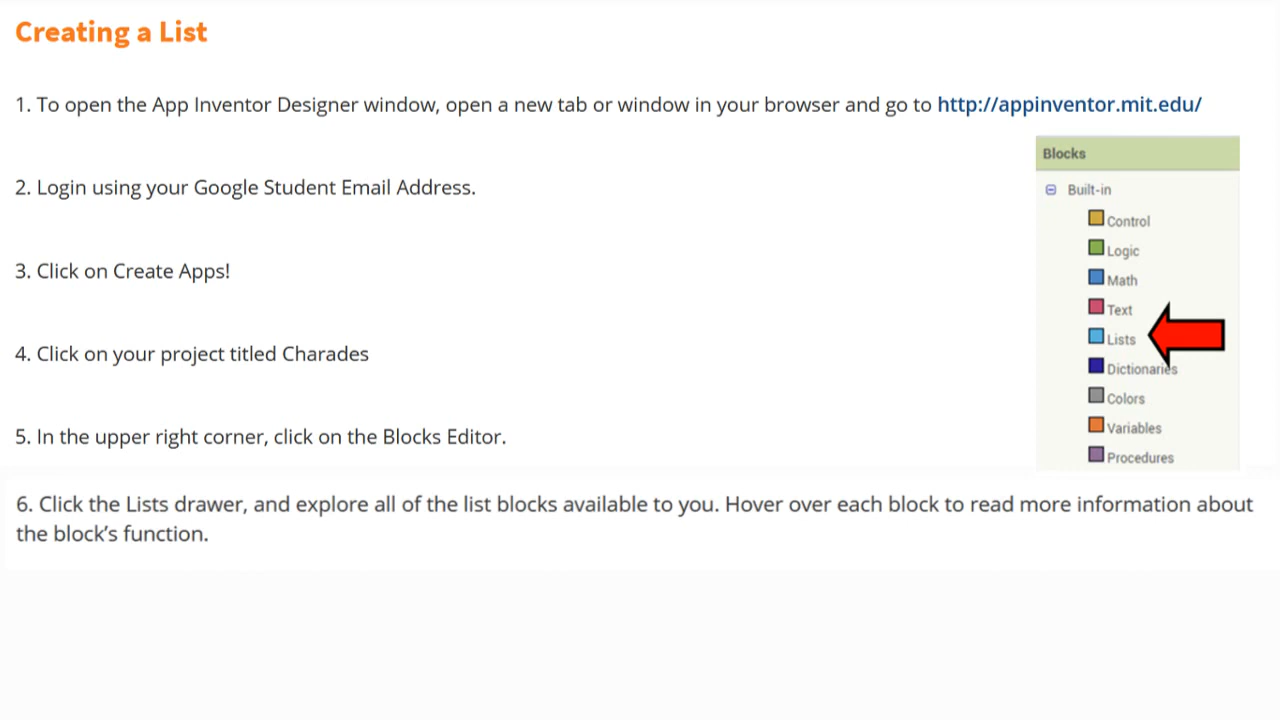 Creating a List
1. To open the App Inventor Designer window, open a new tab or window in your browser and go to http://appinventor.mit.edu/
2. Login using your Google Student Email Address.
3. Click on Create Apps!
4. Click on your project titled Charades
5. In the upper right corner, click on the Blocks Editor.
Blocks
Built-in
Control
Logic
Math
Text
Lists
Dictionaries
Colors
Variables
Procedures
6. Click the Lists drawer, and explore all of the list blocks available to you. Hover over each block to read more information about
the block’s function.